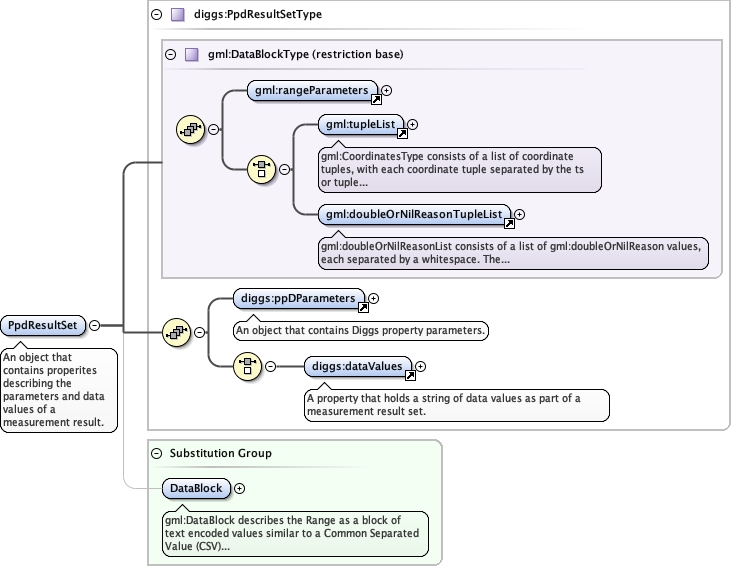 diggs:PpdResultSetType
gml:DataBlockType (restriction base)
gml:rangeParameters
gml:tupleList
gml:CoordinatesType consists of a list of coordinate
tuples, with each coordinate tuple separated by the ts
or tuple...
gml:doubleOrNilReasonTupleList
gml:doubleOrNilReasonList consists of a list of gml:doubleOrNilReason values,
each separated by a whitespace. The...
diggs:ppDParameters
An object that contains Diggs property parameters.
PpdResultSet
An object that
contains properites
describing the
parameters and data
values of a
measurement result.
diggs:dataValues
A property that holds a string of data values as part of a
measurement result set.
Substitution Group
DataBlock
gml:DataBlock describes the Range as a block of
text encoded values similar to a Common Separated
Value (CSV)...